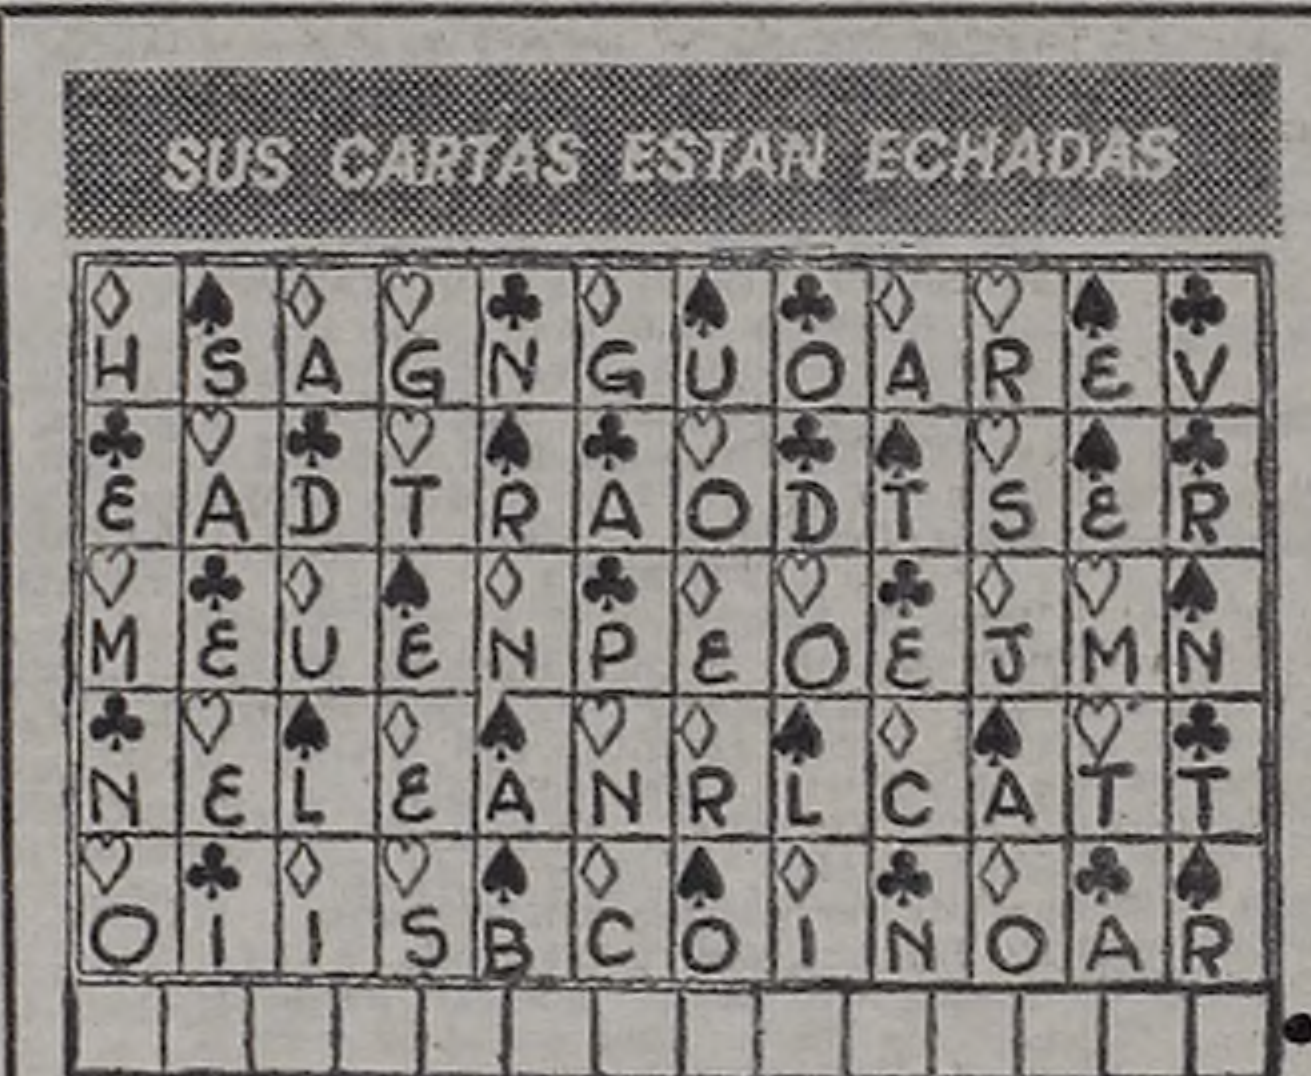 SUS CARTAS ESTAN ECHADAS
♢ ♠ ♢ ♡ ♣ ♢ ♠ ♣ ♢ ♡ ♠ ♣
H S A G N G U O A R E V
♣ ♡ ♣ ♡ ♠ ♣ ♡ ♣ ♠ ♡ ♠ ♣
E A D T R A O D T S E R
♡ ♣ ♢ ♠ ♢ ♣ ♢ ♡ ♣ ♢ ♡ ♠
M E U E N P E O E J M N
♣ ♡ ♠ ♢ ♠ ♡ ♢ ♠ ♢ ♠ ♡ ♣
N E L E A N R L C A T T
♡ ♣ ♢ ♡ ♠ ♢ ♠ ♢ ♣ ♢ ♣ ♠
O I I S B C O I N O A R